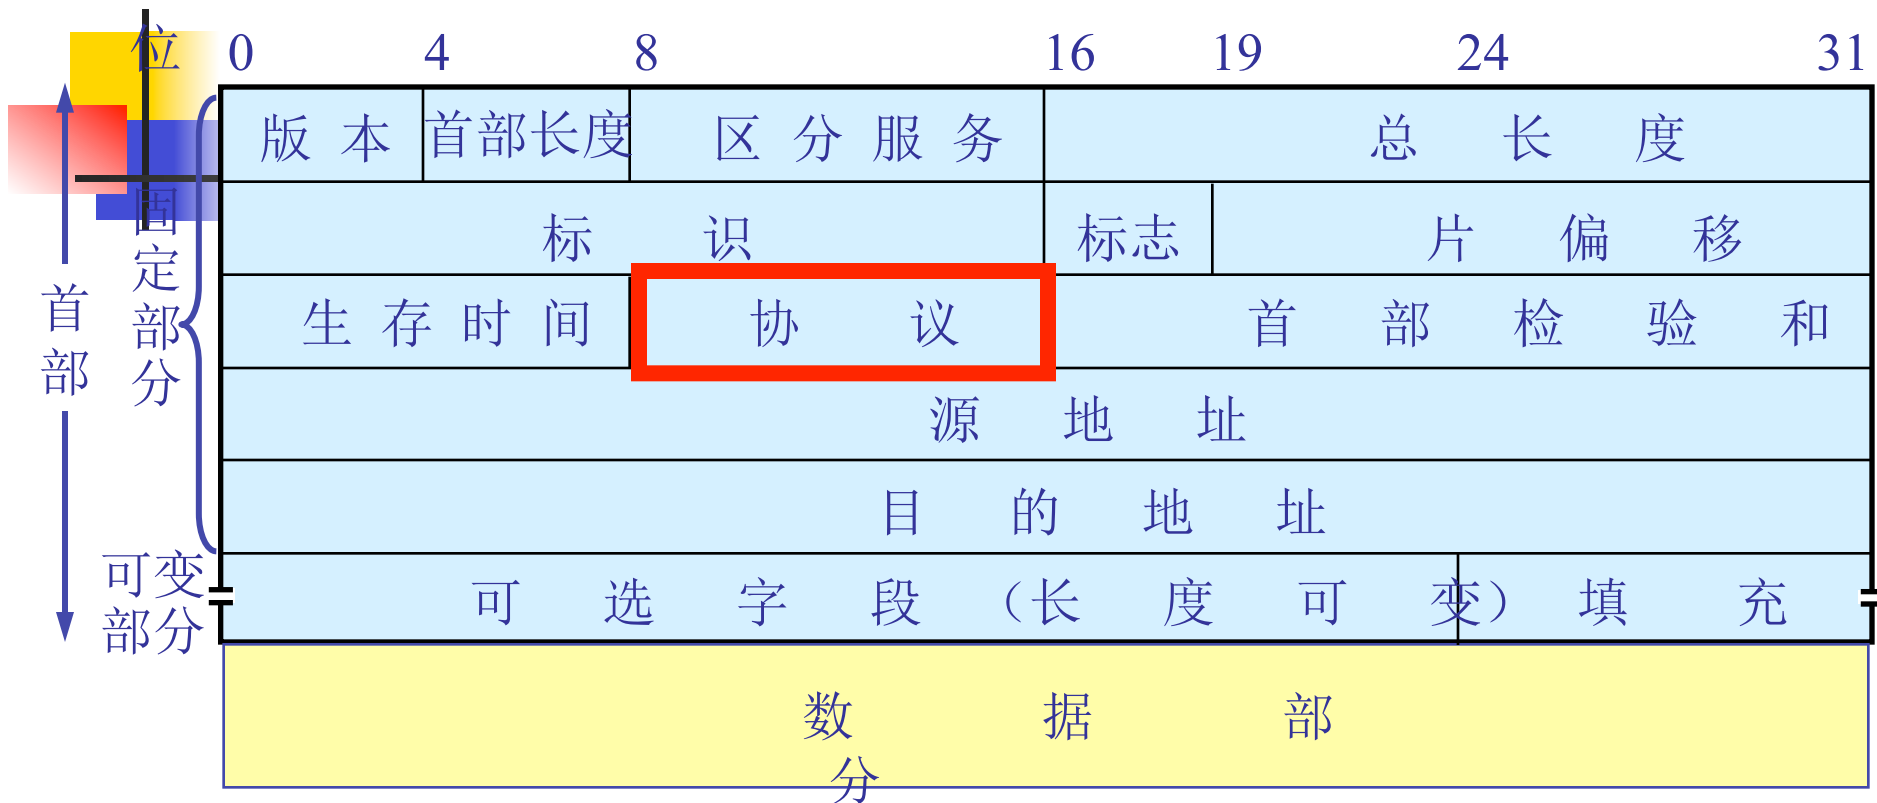 位 0 4 8 16 19 24 31
版 本 首部长度 区 分 服 务 总 长 度
标 识 标志 片 偏 移
生 存 时 间 协 议 首 部 检 验 和
源 地 址
目 的 地 址
可 选 字 段 （长 度 可 变） 填 充
数 据 部
分
首
部
固
定
部
分
可变
部分